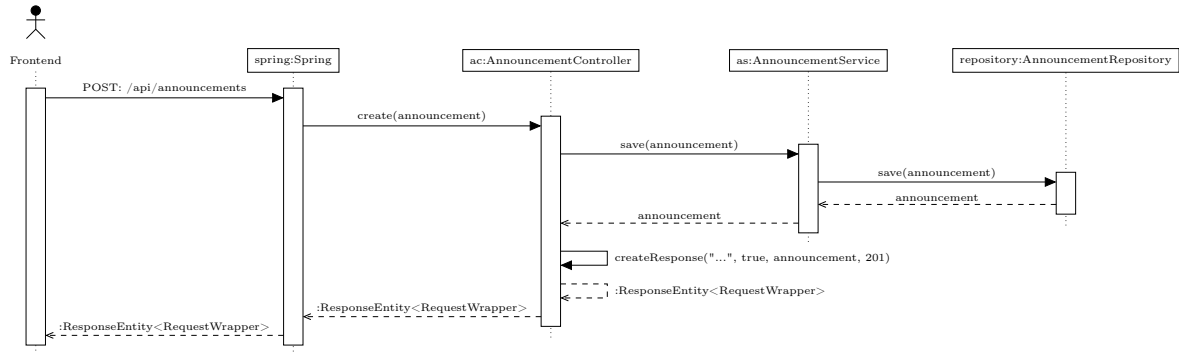 Frontend
spring:Spring
ac:AnnouncementController
as:AnnouncementService
repository:AnnouncementRepository
POST: /api/announcements
create(announcement)
save(announcement)
save(announcement)
announcement
announcement
createResponse("...", true, announcement, 201)
:ResponseEntity<RequestWrapper>
:ResponseEntity<RequestWrapper>
:ResponseEntity<RequestWrapper>